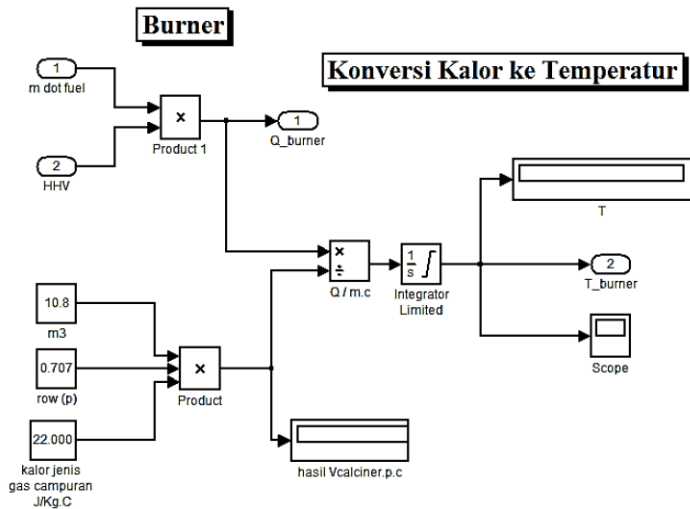 Burner
Konversi Kalor ke Temperatur
1
m dot fuel
2
HHV
×
Product 1
1
Q_burner
T
×
÷
Q / m.c
1
s
Integrator
Limited
2
T_burner
Scope
10.8
m3
0.707
row (p)
22.000
kalor jenis
gas campuran
J/Kg.C
×
Product
hasil Vcalciner.p.c